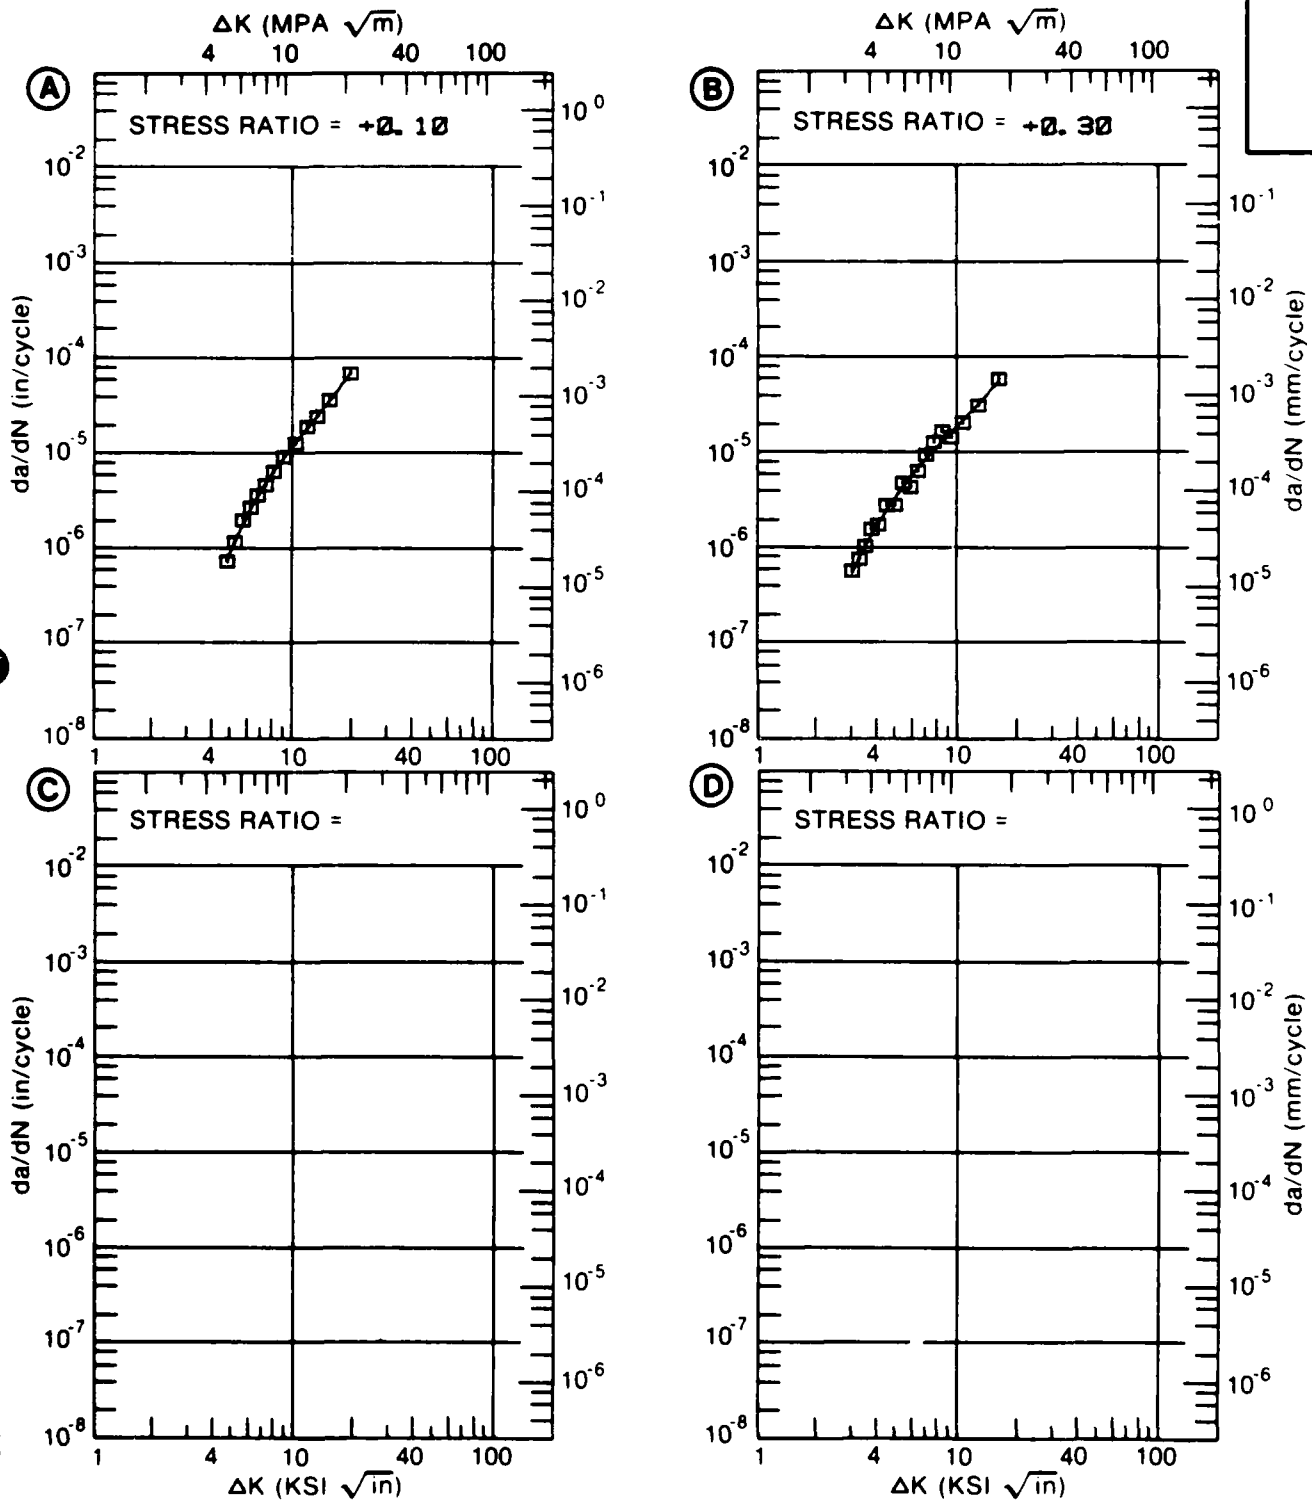 ΔK (MPA √m) ΔK (MPA √m)
4 10 40 100 4 10 40 100
A B
STRESS RATIO = +0.10 STRESS RATIO = +0.30
10^0
10^-2 10^-2
10^-1 10^-1
10^-3 10^-3
10^-2 10^-2
10^-4 10^-4
10^-3 10^-3
10^-5 10^-5
10^-4 10^-4
10^-6 10^-6
10^-5 10^-5
10^-7 10^-7
10^-6 10^-6
10^-8 10^-8
da/dN (in/cycle) da/dN (mm/cycle)
1 4 10 40 100 1 4 10 40 100
C D
STRESS RATIO = STRESS RATIO =
10^0 10^0
10^-2 10^-2
10^-1 10^-1
10^-3 10^-3
10^-2 10^-2
10^-4 10^-4
10^-3 10^-3
10^-5 10^-5
10^-4 10^-4
10^-6 10^-6
10^-5 10^-5
10^-7 10^-7
10^-6 10^-6
10^-8 10^-8
da/dN (in/cycle) da/dN (mm/cycle)
1 4 10 40 100 1 4 10 40 100
ΔK (KSI √in) ΔK (KSI √in)